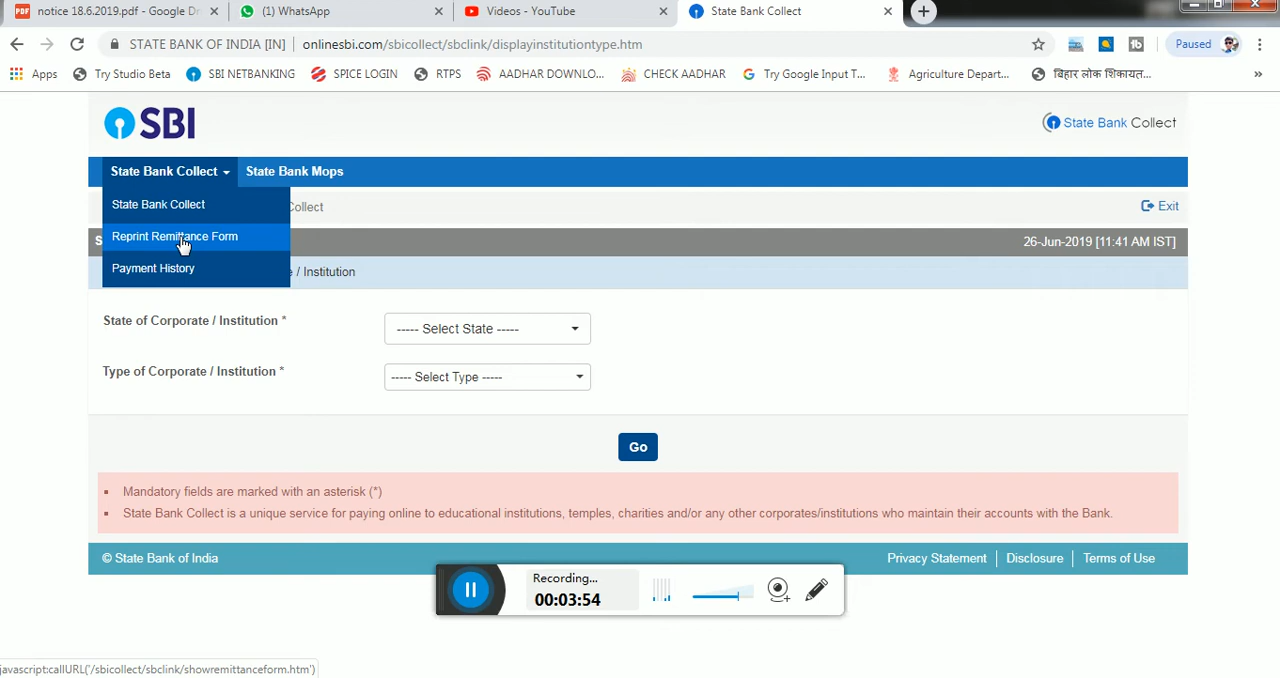 notice 18.6.2019.pdf - Google Dr
(1) WhatsApp
Videos - YouTube
State Bank Collect
STATE BANK OF INDIA [IN] | onlinesbi.com/sbicollect/sbclink/displayinstitutiontype.htm
Paused
Apps
Try Studio Beta
SBI NETBANKING
SPICE LOGIN
RTPS
AADHAR DOWNLO...
CHECK AADHAR
Try Google Input T...
Agriculture Depart...
बिहार लोक शिकायत...
»
SBI
State Bank Collect
State Bank Collect
State Bank Mops
State Bank Collect
Collect
Exit
Reprint Remittance Form
26-Jun-2019 [11:41 AM IST]
Payment History
/ Institution
State of Corporate / Institution *
----- Select State -----
Type of Corporate / Institution *
----- Select Type -----
Go
Mandatory fields are marked with an asterisk (*)
State Bank Collect is a unique service for paying online to educational institutions, temples, charities and/or any other corporates/institutions who maintain their accounts with the Bank.
© State Bank of India
Privacy Statement | Disclosure | Terms of Use
Recording...
00:03:54
javascript:callURL('/sbicollect/sbclink/showremittanceform.htm')